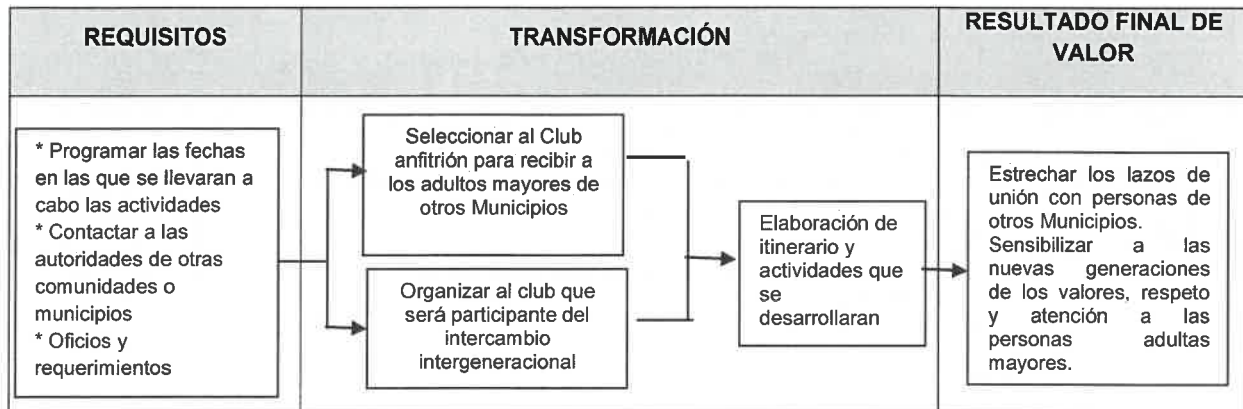 REQUISITOS
TRANSFORMACIÓN
RESULTADO FINAL DE
VALOR
* Programar las fechas
en las que se llevaran a
cabo las actividades
* Contactar a las
autoridades de otras
comunidades o
municipios
* Oficios y
requerimientos
Seleccionar al Club
anfitrión para recibir a
los adultos mayores de
otros Municipios
Organizar al club que
será participante del
intercambio
intergeneracional
Elaboración de
itinerario y
actividades que
se
desarrollaran
Estrechar los lazos de
unión con personas de
otros Municipios.
Sensibilizar a las
nuevas generaciones
de los valores, respeto
y atención a las
personas adultas
mayores.